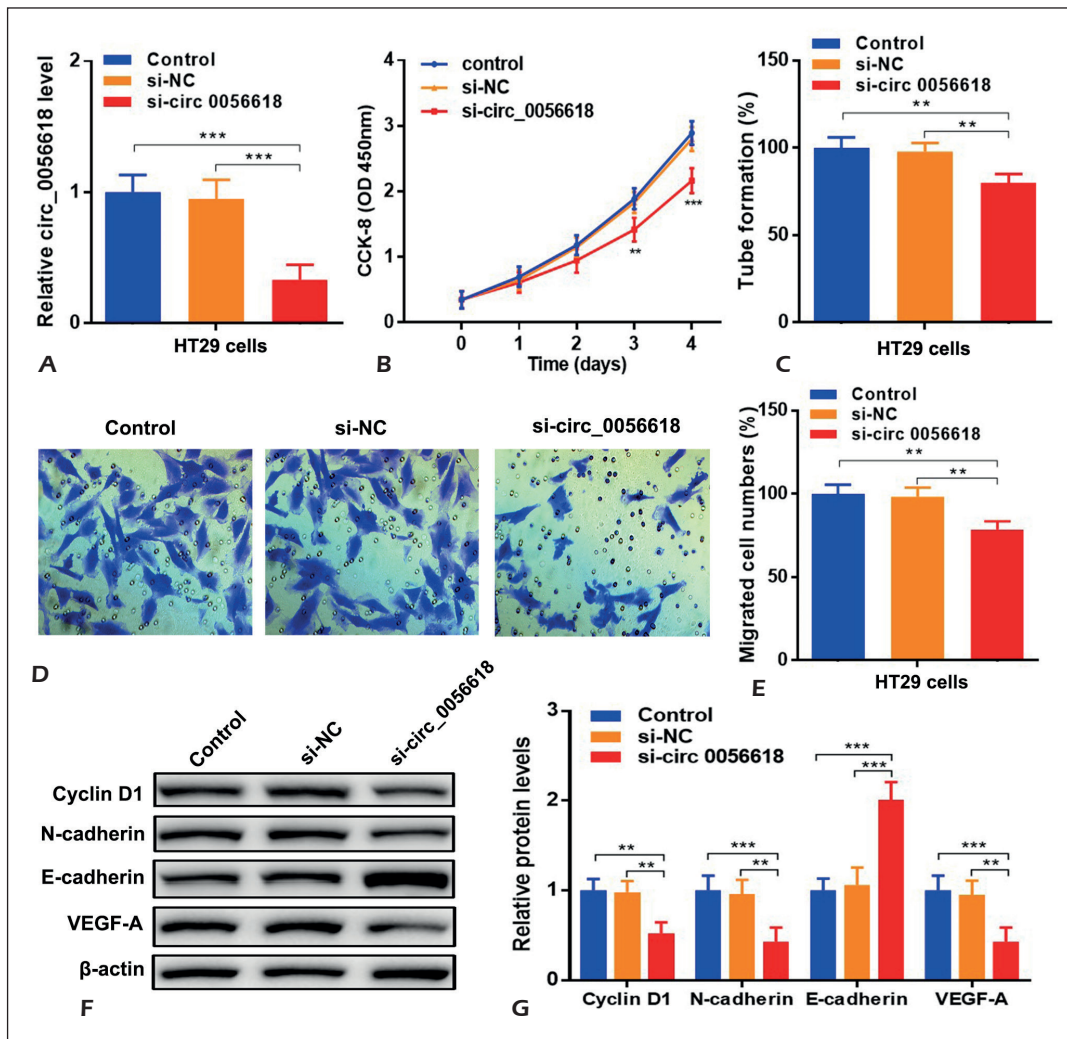 A
Relative circ_0056618 level
2
1
0
Control
si-NC
si-circ 0056618
***
***
HT29 cells
B
CCK-8 (OD 450nm)
4
3
2
1
0
control
si-NC
si-circ_0056618
**
***
0 1 2 3 4
Time (days)
C
Tube formation (%)
150
100
50
0
Control
si-NC
si-circ 0056618
**
**
HT29 cells
D
Control si-NC si-circ_0056618
E
Migrated cell numbers (%)
150
100
50
0
Control
si-NC
si-circ 0056618
**
**
HT29 cells
F
Control si-NC si-circ_0056618
Cyclin D1
N-cadherin
E-cadherin
VEGF-A
β-actin
G
Relative protein levels
3
2
1
0
Control
si-NC
si-circ 0056618
** ** *** ** *** *** *** **
Cyclin D1 N-cadherin E-cadherin VEGF-A